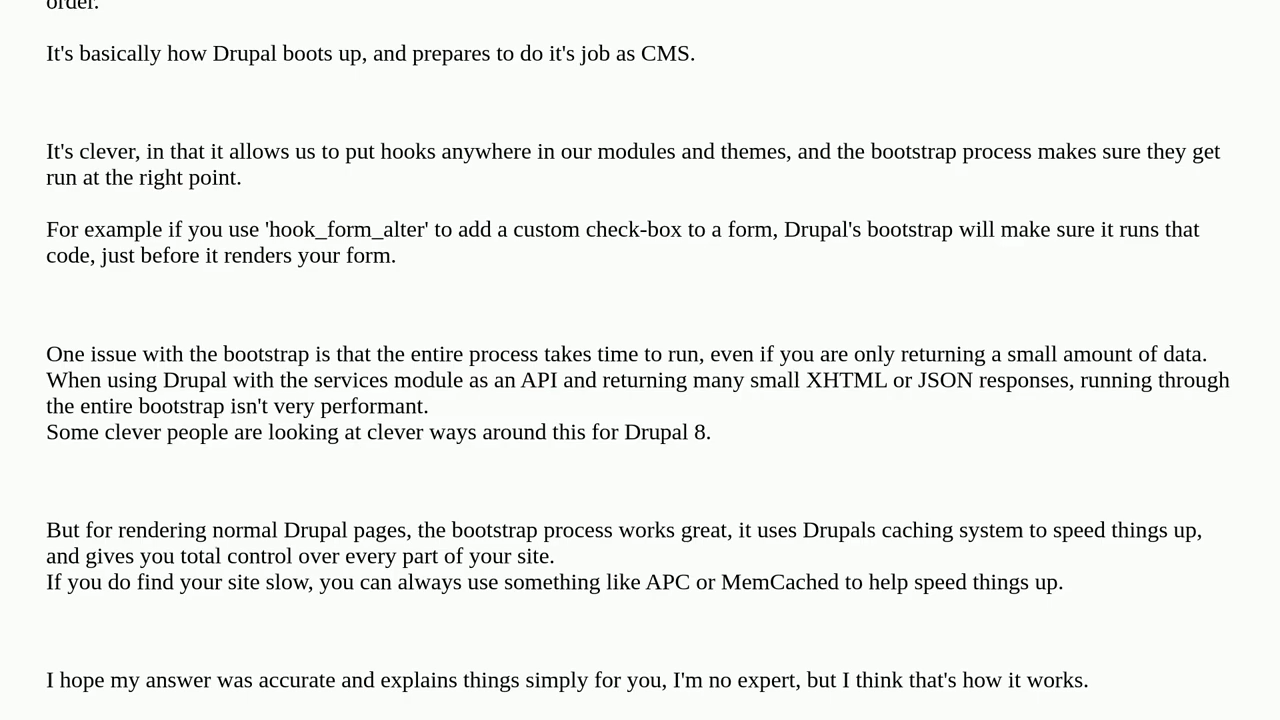 order.
It's basically how Drupal boots up, and prepares to do it's job as CMS.
It's clever, in that it allows us to put hooks anywhere in our modules and themes, and the bootstrap process makes sure they get
run at the right point.
For example if you use 'hook_form_alter' to add a custom check-box to a form, Drupal's bootstrap will make sure it runs that
code, just before it renders your form.
One issue with the bootstrap is that the entire process takes time to run, even if you are only returning a small amount of data.
When using Drupal with the services module as an API and returning many small XHTML or JSON responses, running through
the entire bootstrap isn't very performant.
Some clever people are looking at clever ways around this for Drupal 8.
But for rendering normal Drupal pages, the bootstrap process works great, it uses Drupals caching system to speed things up,
and gives you total control over every part of your site.
If you do find your site slow, you can always use something like APC or MemCached to help speed things up.
I hope my answer was accurate and explains things simply for you, I'm no expert, but I think that's how it works.